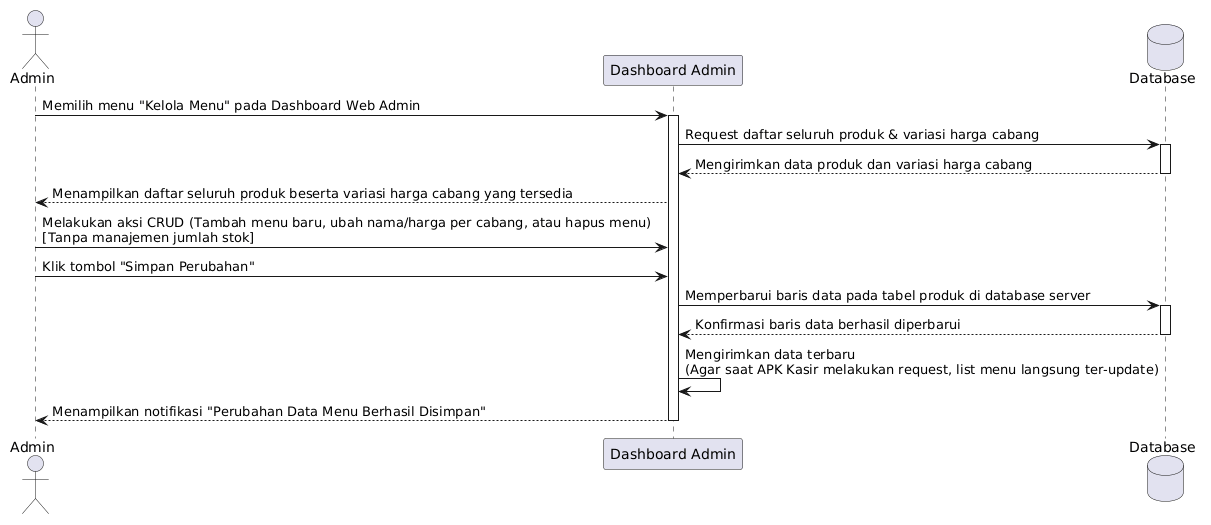 Admin
Dashboard Admin
Database
Memilih menu "Kelola Menu" pada Dashboard Web Admin
Request daftar seluruh produk & variasi harga cabang
Mengirimkan data produk dan variasi harga cabang
Menampilkan daftar seluruh produk beserta variasi harga cabang yang tersedia
Melakukan aksi CRUD (Tambah menu baru, ubah nama/harga per cabang, atau hapus menu)
[Tanpa manajemen jumlah stok]
Klik tombol "Simpan Perubahan"
Memperbarui baris data pada tabel produk di database server
Konfirmasi baris data berhasil diperbarui
Mengirimkan data terbaru
(Agar saat APK Kasir melakukan request, list menu langsung ter-update)
Menampilkan notifikasi "Perubahan Data Menu Berhasil Disimpan"
Admin
Dashboard Admin
Database